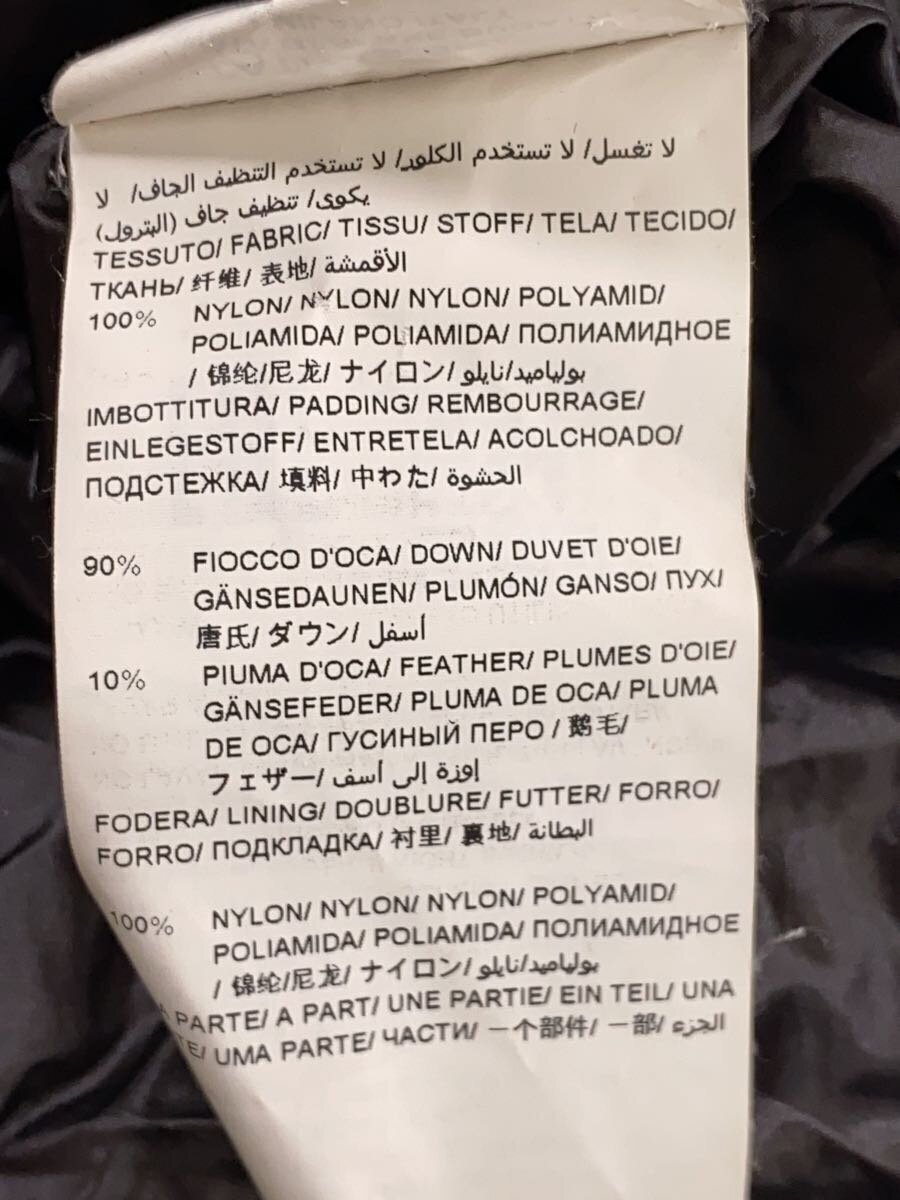 لا تغسل/ لا تستخدم الكلور/ لا تستخدم التنظيف الجاف/ لا
يكوى/ تنظيف جاف (البترول)
TESSUTO/ FABRIC/ TISSU/ STOFF/ TELA/ TECIDO/
ТКАНЬ/ 纤维/ 表地/ الأقمشة
100% NYLON/ NYLON/ NYLON/ POLYAMID/
POLIAMIDA/ POLIAMIDA/ ПОЛИАМИДНОЕ
/ 锦纶/尼龙/ ナイロン/ بولياميد/نايلو
IMBOTTITURA/ PADDING/ REMBOURRAGE/
EINLEGESTOFF/ ENTRETELA/ ACOLCHOADO/
ПОДСТЕЖКА/ 填料/ 中わた/ الحشوة
90% FIOCCO D'OCA/ DOWN/ DUVET D'OIE/
GÄNSEDAUNEN/ PLUMÓN/ GANSO/ ПУХ/
唐氏/ ダウン/ أسفل
10% PIUMA D'OCA/ FEATHER/ PLUMES D'OIE/
GÄNSEFEDER/ PLUMA DE OCA/ PLUMA
DE OCA/ ГУСИНЫЙ ПЕРО / 鹅毛/
フェザー/ إوزة إلى أسف
FODERA/ LINING/ DOUBLURE/ FUTTER/ FORRO/
FORRO/ ПОДКЛАДКА/ 衬里/ 裏地/ البطانة
100% NYLON/ NYLON/ NYLON/ POLYAMID/
POLIAMIDA/ POLIAMIDA/ ПОЛИАМИДНОЕ
/ 锦纶/尼龙/ ナイロン/ بولياميد/نايلو
PARTE/ A PART/ UNE PARTIE/ EIN TEIL/ UNA
UMA PARTE/ ЧАСТИ/ 一个部件/ 一部/ الجزء